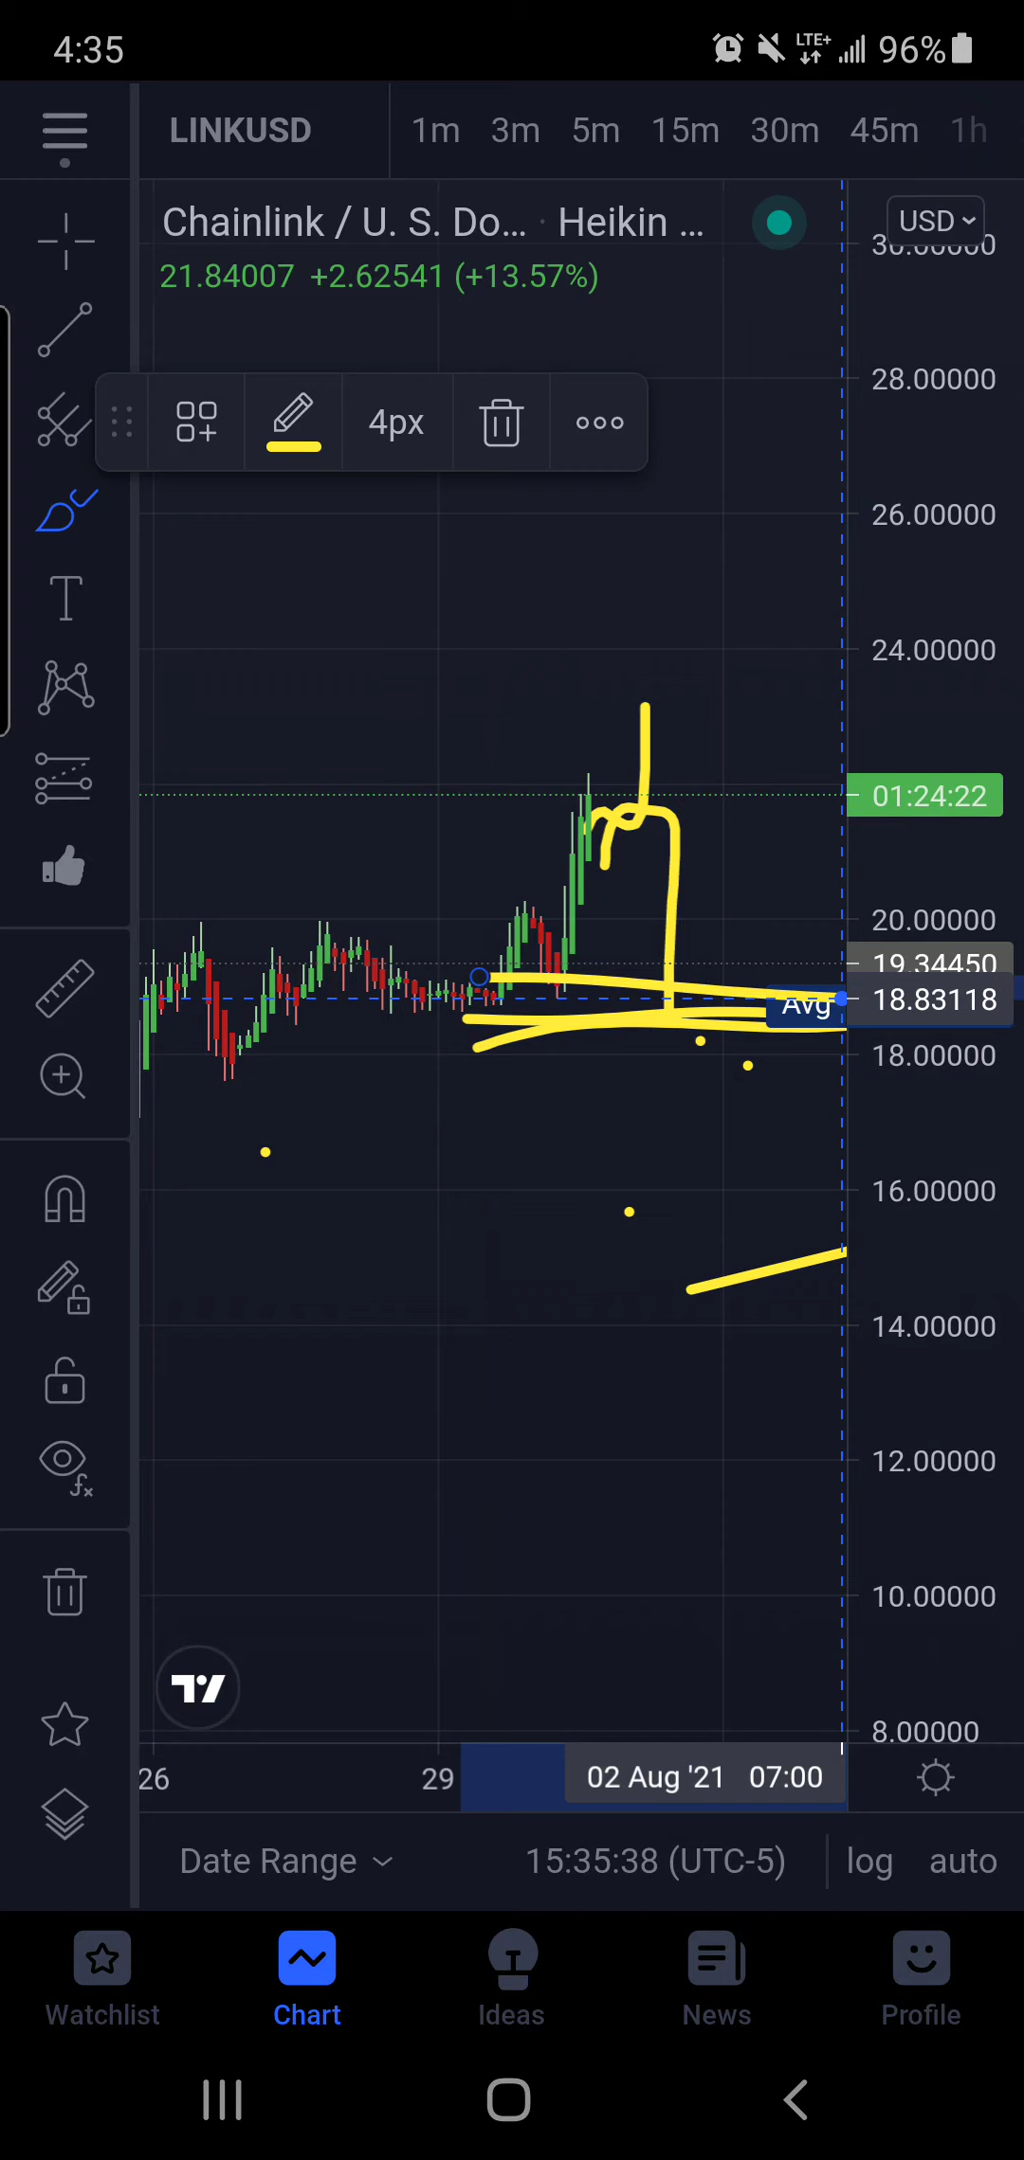 4:35 LTE+ 96%
LINKUSD 1m 3m 5m 15m 30m 45m 1h
Chainlink / U. S. Do... · Heikin ... USD
30.00000
21.84007 +2.62541 (+13.57%)
28.00000
4px
26.00000
24.00000
01:24:22
20.00000
19.34450
Avg 18.83118
18.00000
16.00000
14.00000
12.00000
10.00000
8.00000
26 29 02 Aug '21 07:00
Date Range 15:35:38 (UTC-5) log auto
Watchlist Chart Ideas News Profile